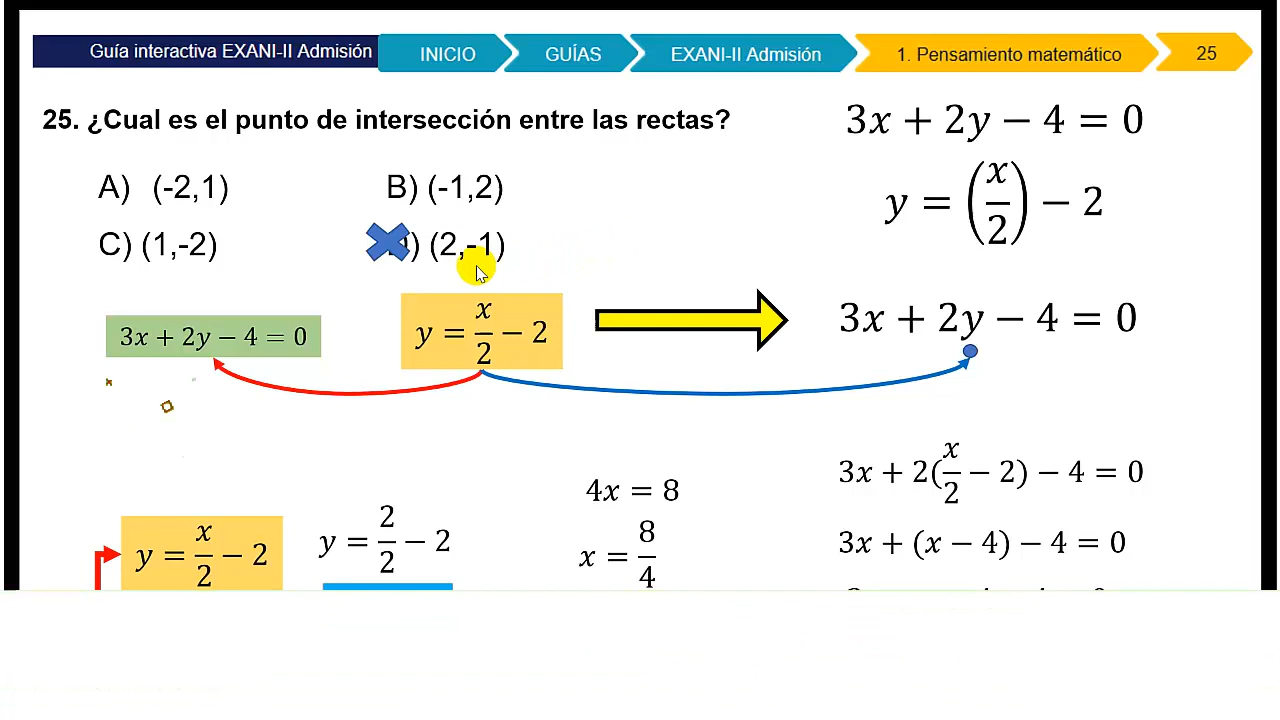 Guía interactiva EXANI-II Admisión INICIO GUÍAS EXANI-II Admisión 1. Pensamiento matemático 25
25. ¿Cual es el punto de intersección entre las rectas?
3x + 2y − 4 = 0
y = (x/2) − 2
A) (-2,1) B) (-1,2)
C) (1,-2) ) (2,-1)
3x + 2y − 4 = 0
y = x/2 − 2
3x + 2y − 4 = 0
3x + 2(x/2 − 2) − 4 = 0
3x + (x − 4) − 4 = 0
4x = 8
x = 8/4
y = x/2 − 2
y = 2/2 − 2